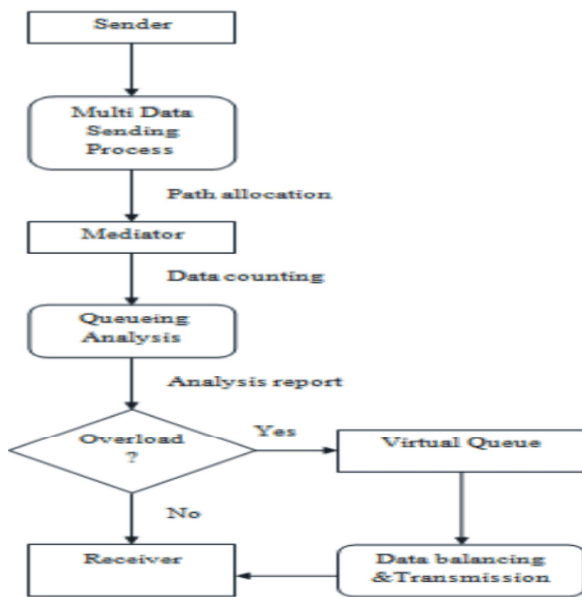 Sender
Multi Data
Sending
Process
Path allocation
Mediator
Data counting
Queueing
Analysis
Analysis report
Overload
?
Yes
Virtual Queue
No
Receiver
Data balancing
&Transmission